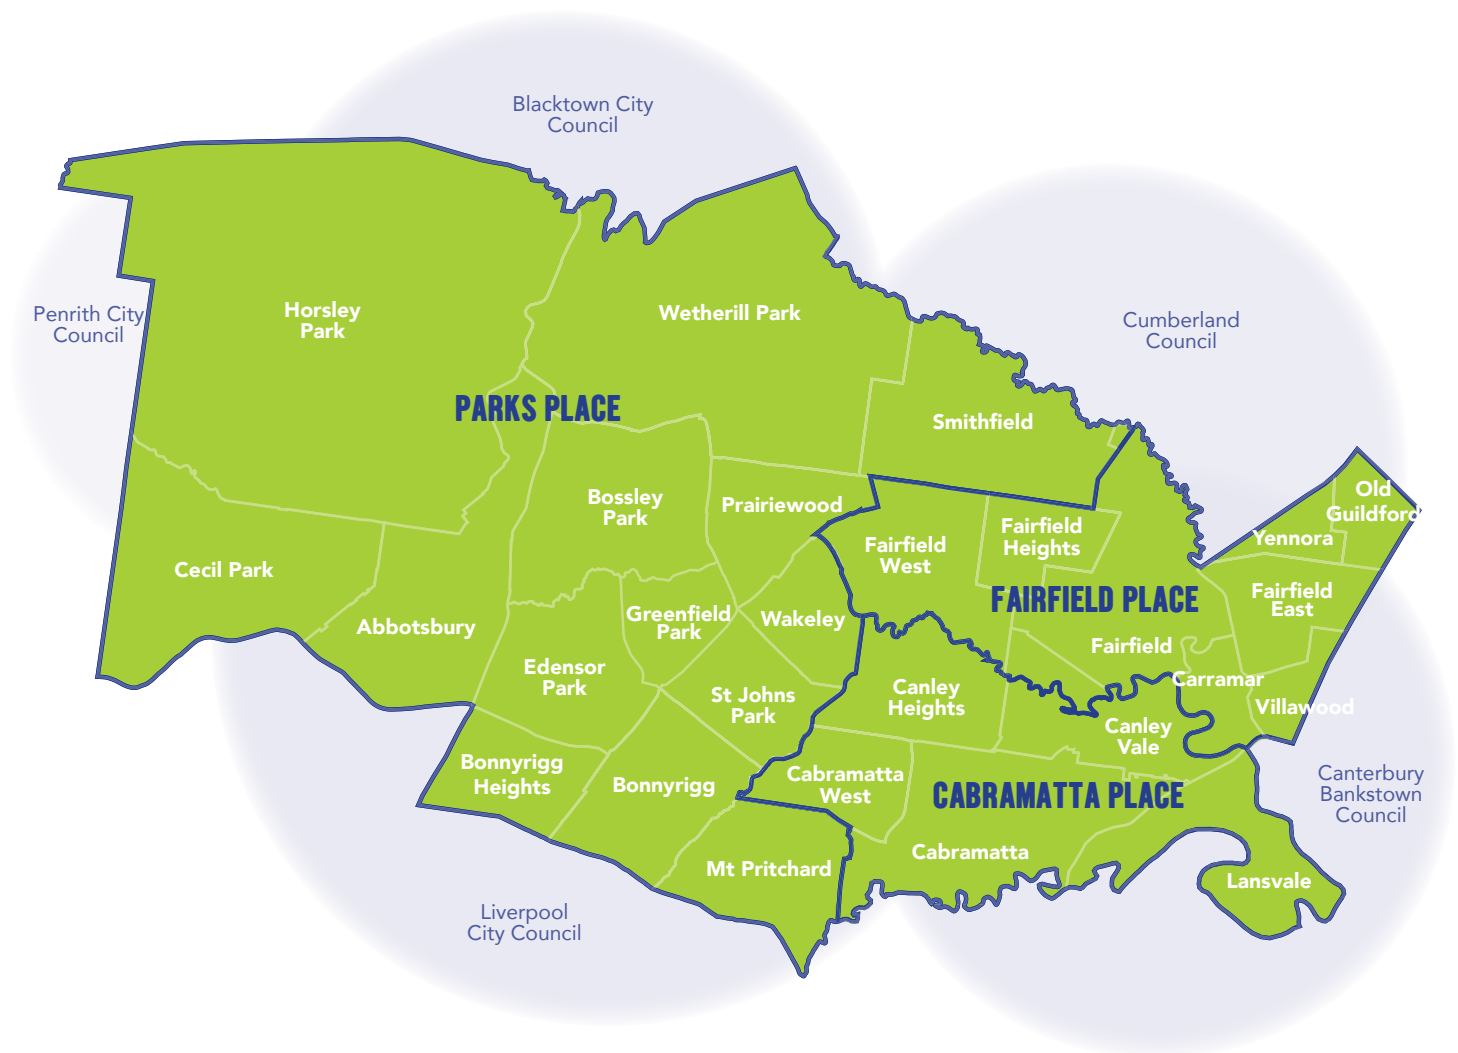 Blacktown City
Council
Penrith City
Council
Horsley
Park
Wetherill Park
Cumberland
Council
PARKS PLACE
Smithfield
Bossley
Park
Prairiewood
Old
Guildford
Yennora
Fairfield
West
Fairfield
Heights
Cecil Park
FAIRFIELD PLACE
Fairfield
East
Abbotsbury
Greenfield
Park
Wakeley
Fairfield
Edensor
Park
Carramar
St Johns
Park
Canley
Heights
Villawood
Canley
Vale
Bonnyrigg
Heights
Bonnyrigg
Cabramatta
West
CABRAMATTA PLACE
Canterbury
Bankstown
Council
Mt Pritchard
Cabramatta
Lansvale
Liverpool
City Council